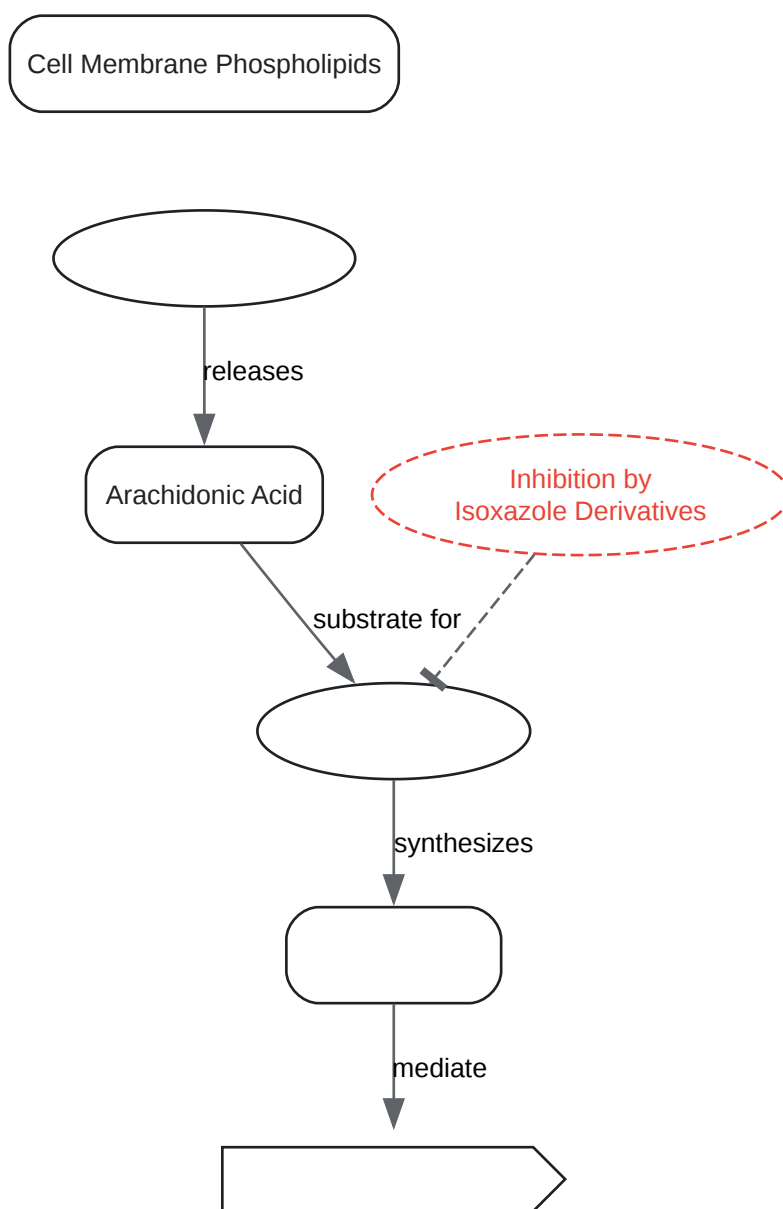 Cell Membrane Phospholipids
releases
Arachidonic Acid
Inhibition by
Isoxazole Derivatives
substrate for
synthesizes
mediate